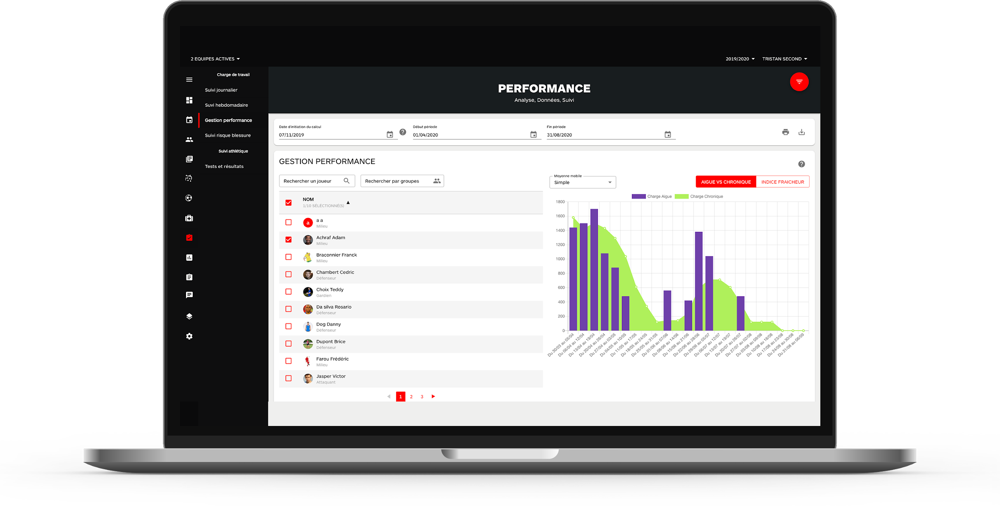 2 EQUIPES ACTIVES
2019/2020
TRISTAN SECOND
Charge de travail
Suivi journalier
Suvi hebdomadaire
Gestion performance
Suivi risque blessure
Suivi athlétique
Tests et résultats
PERFORMANCE
Analyse, Données, Suivi
Date d'initiation du calcul
07/11/2019
Début période
01/04/2020
Fin période
31/08/2020
GESTION PERFORMANCE
Rechercher un joueur
Rechercher par groupes
NOM
1/10 SÉLÉCTIONNÉ(S)
a
a a
Milieu
Achraf Adam
Milieu
Braconnier Franck
Milieu
Chambert Cedric
Défenseur
Choix Teddy
Gardien
Da silva Rosario
Défenseur
Dog Danny
Défenseur
Dupont Brice
Défenseur
Farou Frédéric
Milieu
Jasper Victor
Attaquant
1 2 3
Moyenne mobile
Simple
AIGUE VS CHRONIQUE
INDICE FRAICHEUR
Charge Aigue
Charge Chronique
1800
1600
1400
1200
1000
800
600
400
200
0
Du 30/03 au 05/04
Du 06/04 au 12/04
Du 13/04 au 19/04
Du 20/04 au 26/04
Du 27/04 au 03/05
Du 04/05 au 10/05
Du 11/05 au 17/05
Du 18/05 au 24/05
Du 25/05 au 31/05
Du 01/06 au 07/06
Du 08/06 au 14/06
Du 15/06 au 21/06
Du 22/06 au 28/06
Du 29/06 au 05/07
Du 06/07 au 12/07
Du 13/07 au 19/07
Du 20/07 au 26/07
Du 27/07 au 02/08
Du 03/08 au 09/08
Du 10/08 au 16/08
Du 17/08 au 23/08
Du 24/08 au 30/08
Du 31/08 au 06/09